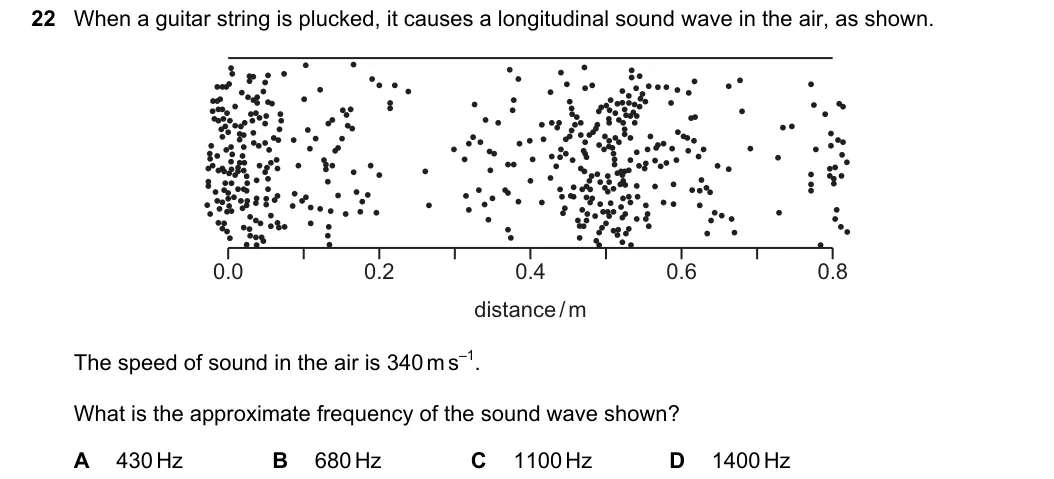 22 When a guitar string is plucked, it causes a longitudinal sound wave in the air, as shown.
0.0 0.2 0.4 0.6 0.8
distance / m
The speed of sound in the air is 340 m s⁻¹.
What is the approximate frequency of the sound wave shown?
A 430 Hz B 680 Hz C 1100 Hz D 1400 Hz